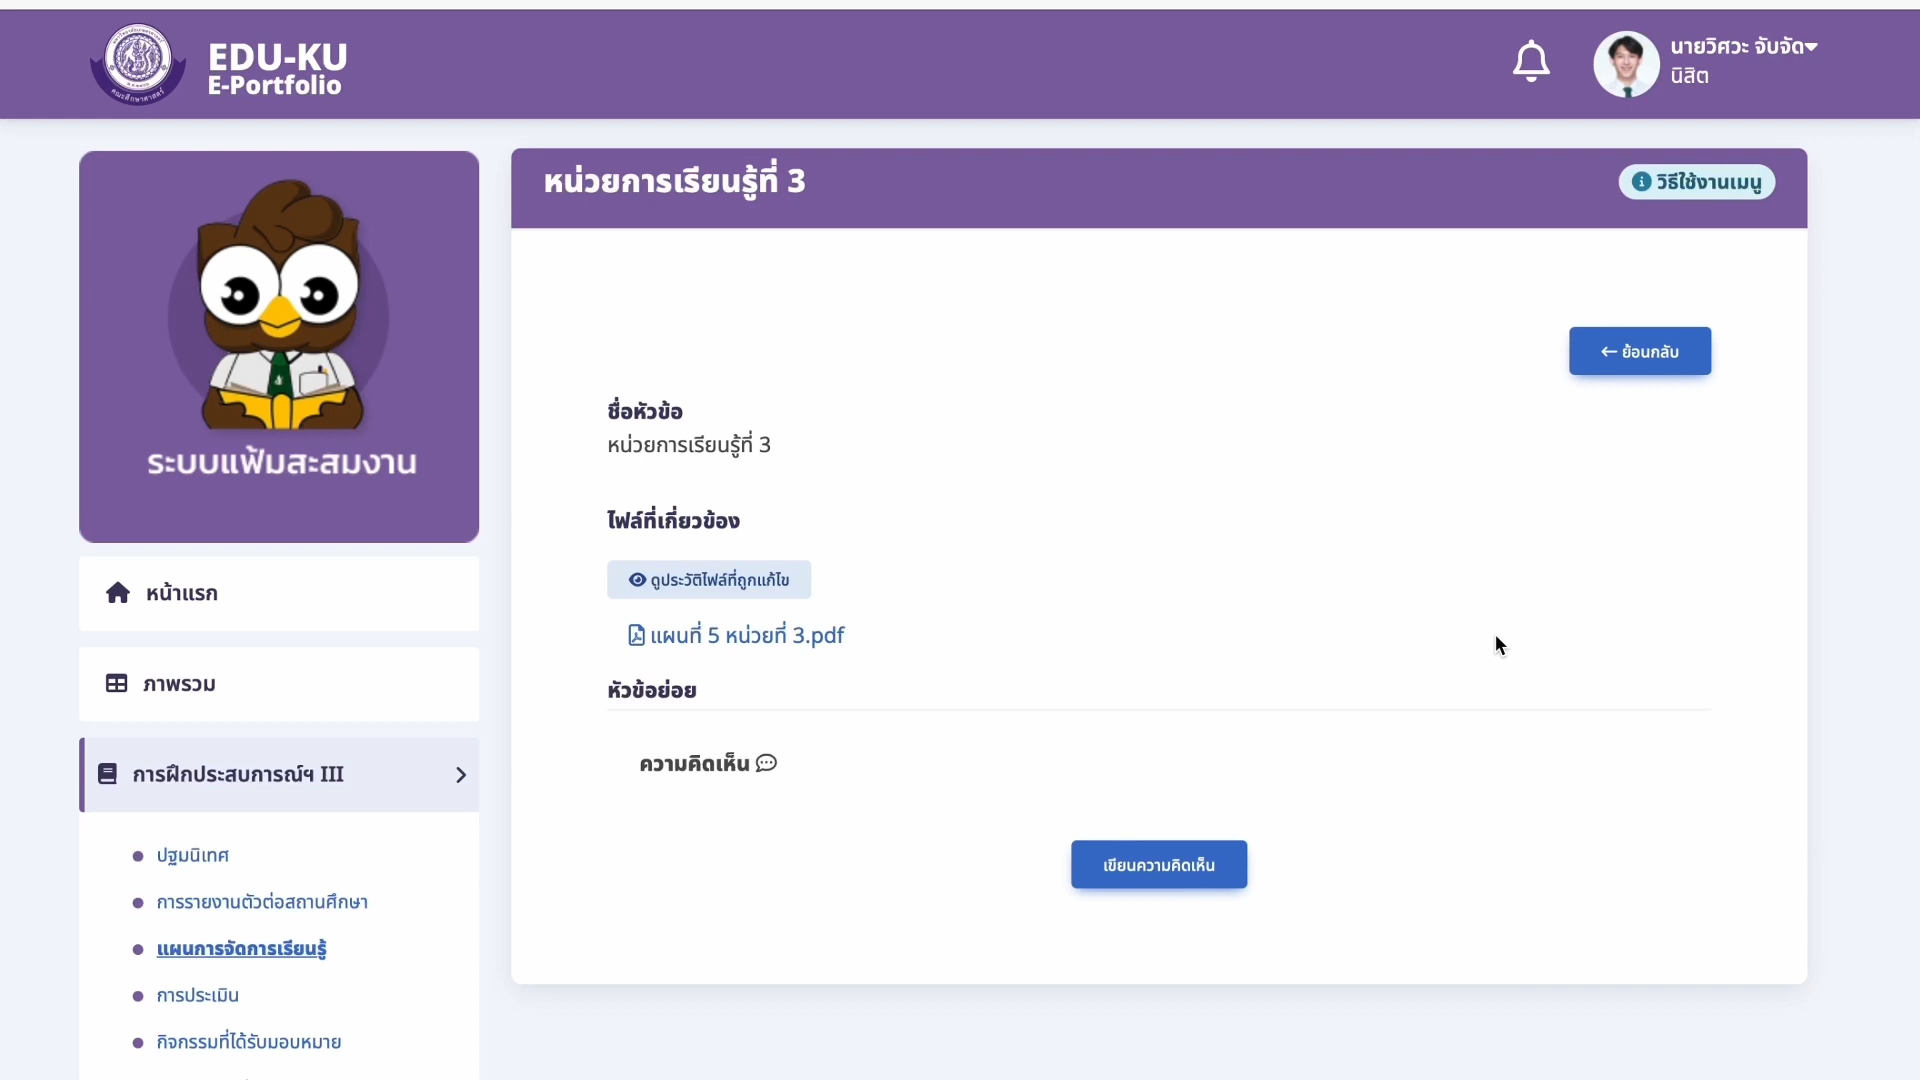 EDU-KU
E-Portfolio
คณะศึกษาศาสตร์
นายวิศวะ จับจัด
นิสิต
ระบบแฟ้มสะสมงาน
หน้าแรก
ภาพรวม
การฝึกประสบการณ์ฯ III
ปฐมนิเทศ
การรายงานตัวต่อสถานศึกษา
แผนการจัดการเรียนรู้
การประเมิน
กิจกรรมที่ได้รับมอบหมาย
หน่วยการเรียนรู้ที่ 3
วิธีใช้งานเมนู
← ย้อนกลับ
ชื่อหัวข้อ
หน่วยการเรียนรู้ที่ 3
ไฟล์ที่เกี่ยวข้อง
ดูประวัติไฟล์ที่ถูกแก้ไข
แผนที่ 5 หน่วยที่ 3.pdf
หัวข้อย่อย
ความคิดเห็น
เขียนความคิดเห็น